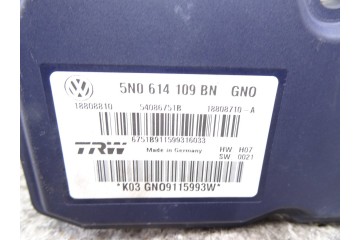 5N0 614 109 BN GNO
18808810 54086751B 18808710-A
6751B911599316033
TRW Made in Germany HW H07
SW 0021
*K03 GNO9115993W*